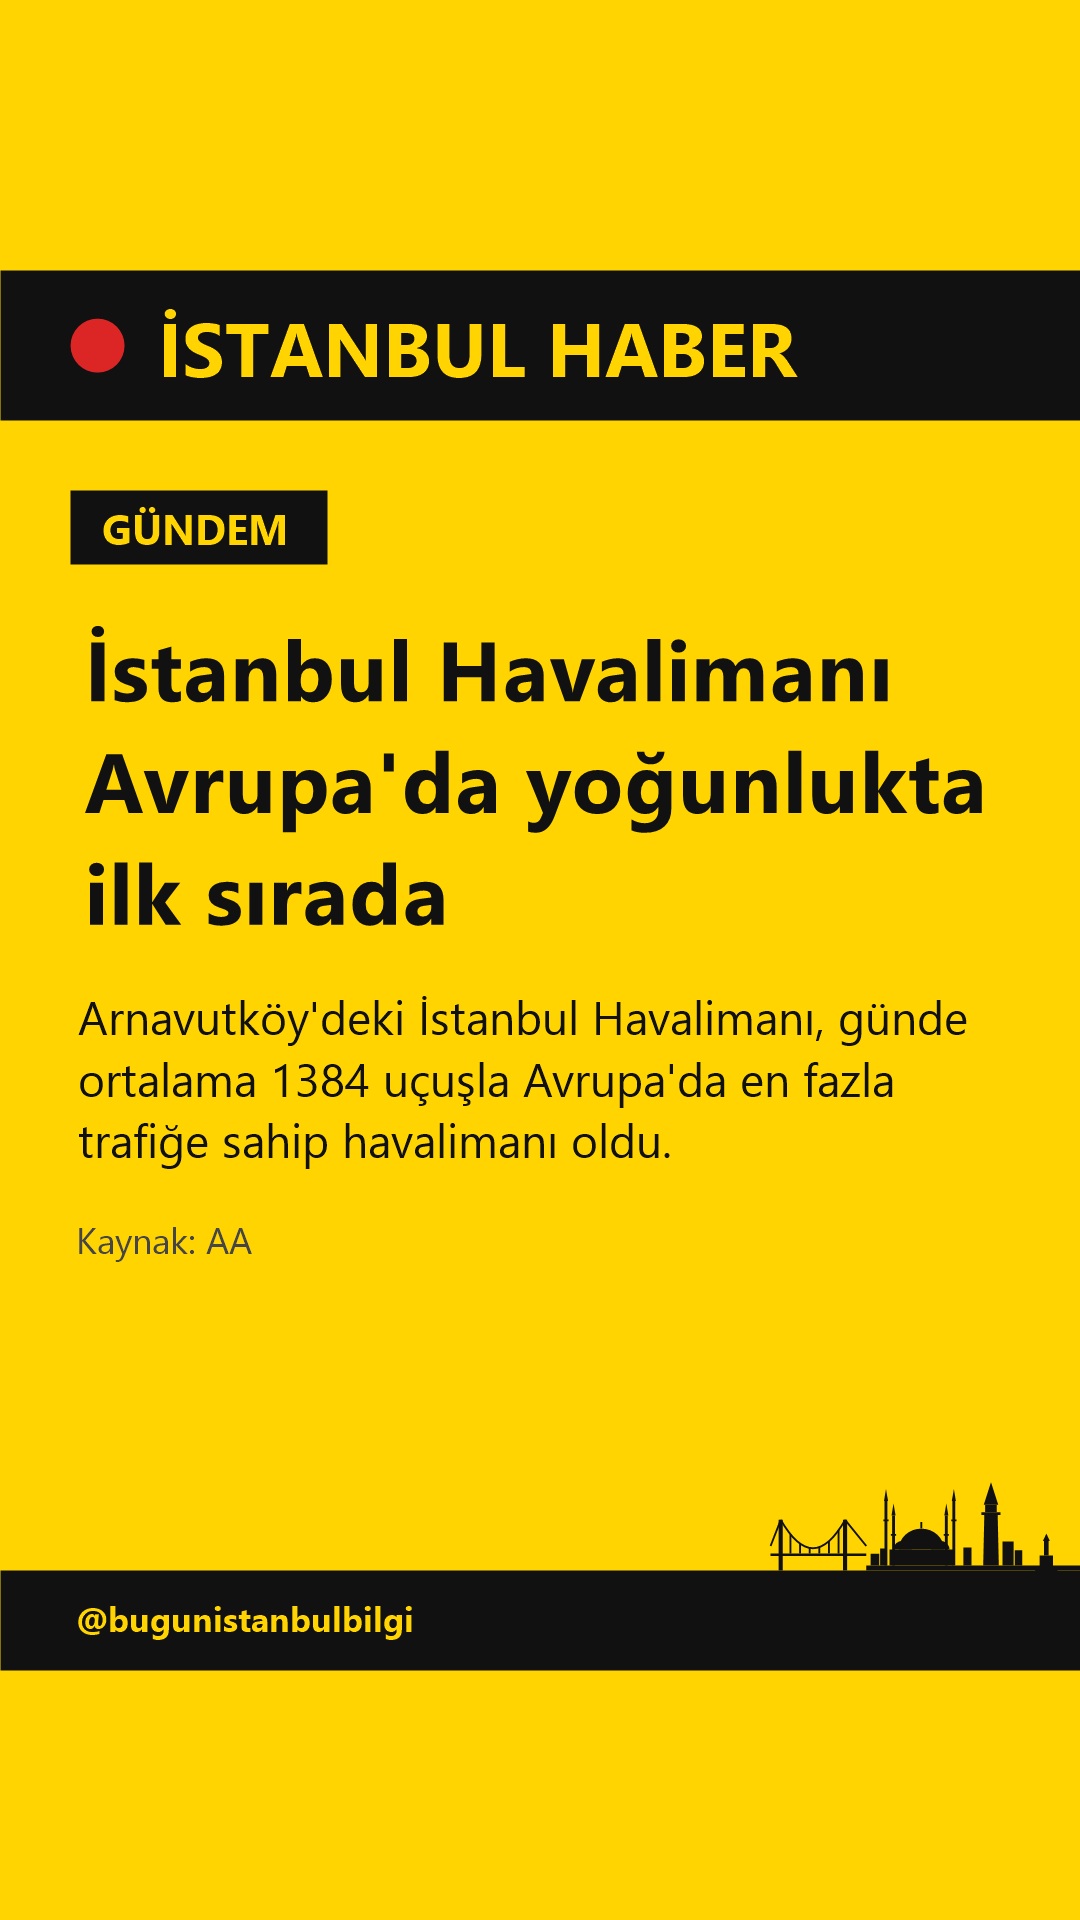 İSTANBUL HABER
GÜNDEM
İstanbul Havalimanı
Avrupa'da yoğunlukta
ilk sırada
Arnavutköy'deki İstanbul Havalimanı, günde
ortalama 1384 uçuşla Avrupa'da en fazla
trafiğe sahip havalimanı oldu.
Kaynak: AA
@bugunistanbulbilgi